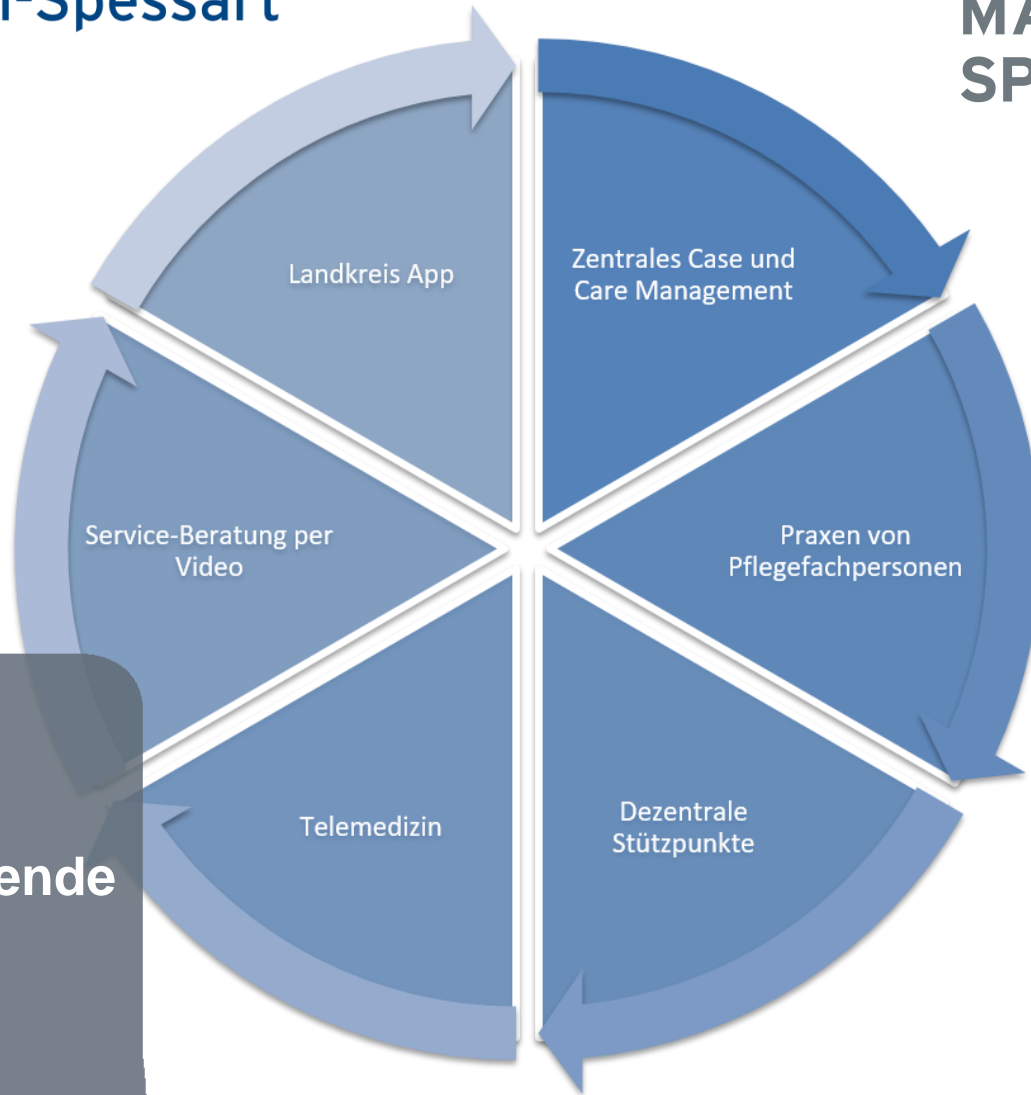 -Spessart
MA
SP
Landkreis App
Zentrales Case und
Care Management
Service-Beratung per
Video
Praxen von
Pflegefachpersonen
Telemedizin
Dezentrale
Stützpunkte
ende